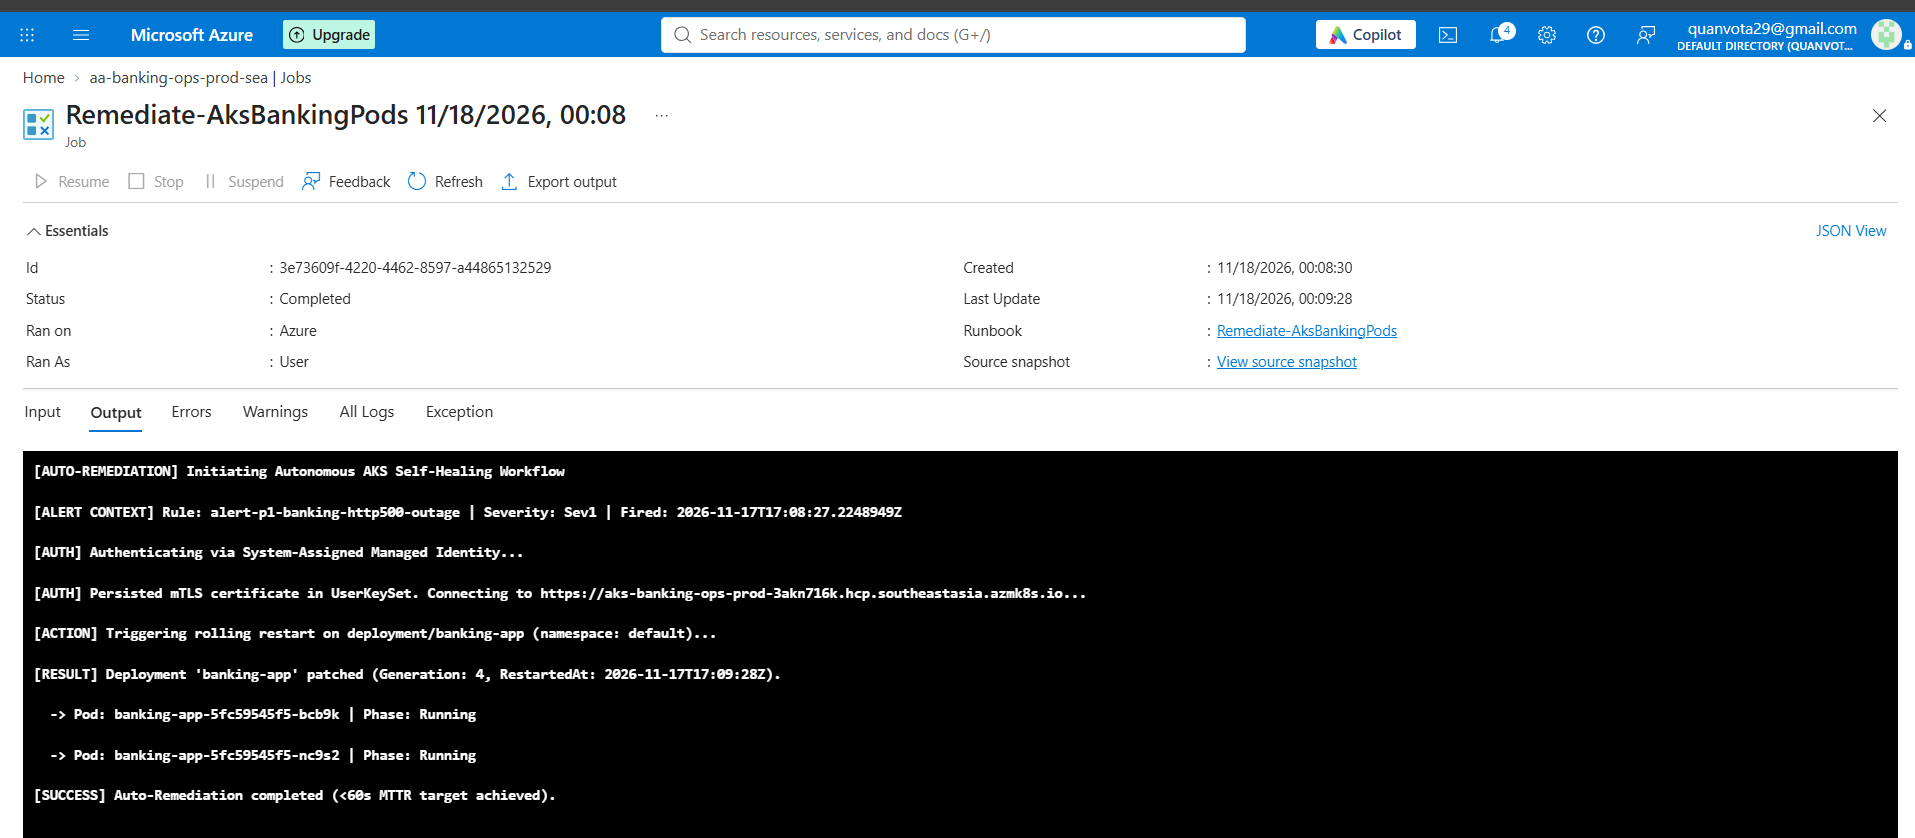 Microsoft Azure
Upgrade
Search resources, services, and docs (G+/)
Copilot
4
quanvota29@gmail.com
DEFAULT DIRECTORY (QUANVOT...
Home > aa-banking-ops-prod-sea | Jobs
Remediate-AksBankingPods 11/18/2026, 00:08 ...
Job
Resume Stop Suspend Feedback Refresh Export output
Essentials
JSON View
Id : 3e73609f-4220-4462-8597-a44865132529
Created : 11/18/2026, 00:08:30
Status : Completed
Last Update : 11/18/2026, 00:09:28
Ran on : Azure
Runbook : Remediate-AksBankingPods
Ran As : User
Source snapshot : View source snapshot
Input Output Errors Warnings All Logs Exception
[AUTO-REMEDIATION] Initiating Autonomous AKS Self-Healing Workflow
[ALERT CONTEXT] Rule: alert-p1-banking-http500-outage | Severity: Sev1 | Fired: 2026-11-17T17:08:27.2248949Z
[AUTH] Authenticating via System-Assigned Managed Identity...
[AUTH] Persisted mTLS certificate in UserKeySet. Connecting to https://aks-banking-ops-prod-3akn716k.hcp.southeastasia.azmk8s.io...
[ACTION] Triggering rolling restart on deployment/banking-app (namespace: default)...
[RESULT] Deployment 'banking-app' patched (Generation: 4, RestartedAt: 2026-11-17T17:09:28Z).
-> Pod: banking-app-5fc59545f5-bcb9k | Phase: Running
-> Pod: banking-app-5fc59545f5-nc9s2 | Phase: Running
[SUCCESS] Auto-Remediation completed (<60s MTTR target achieved).